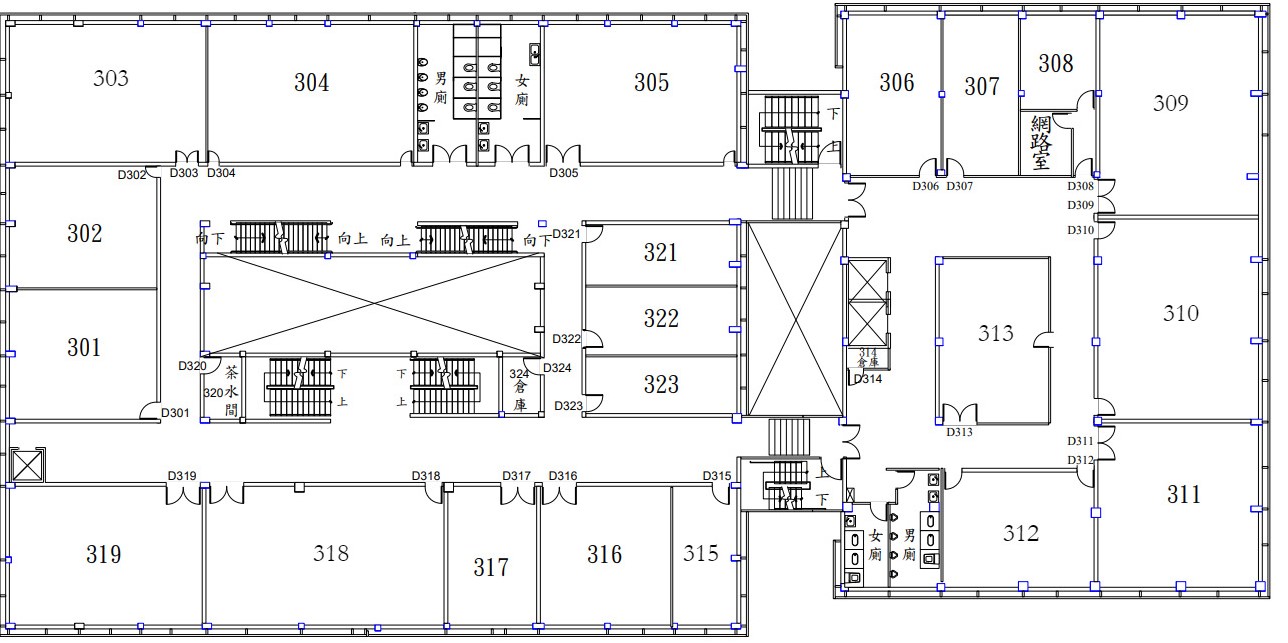 303
304
男廁
女廁
305
下
上
306
307
308
網路室
309
D302
D303
D304
D305
D306
D307
D308
D309
302
向下
向上
向上
向下
D321
321
D310
310
322
D322
313
301
D320
茶水間
320
下
上
下
上
324
倉庫
D324
323
D323
314
倉庫
D314
D301
D313
D311
D312
D319
D318
D317
D316
D315
上
下
319
318
317
316
315
女廁
男廁
312
311